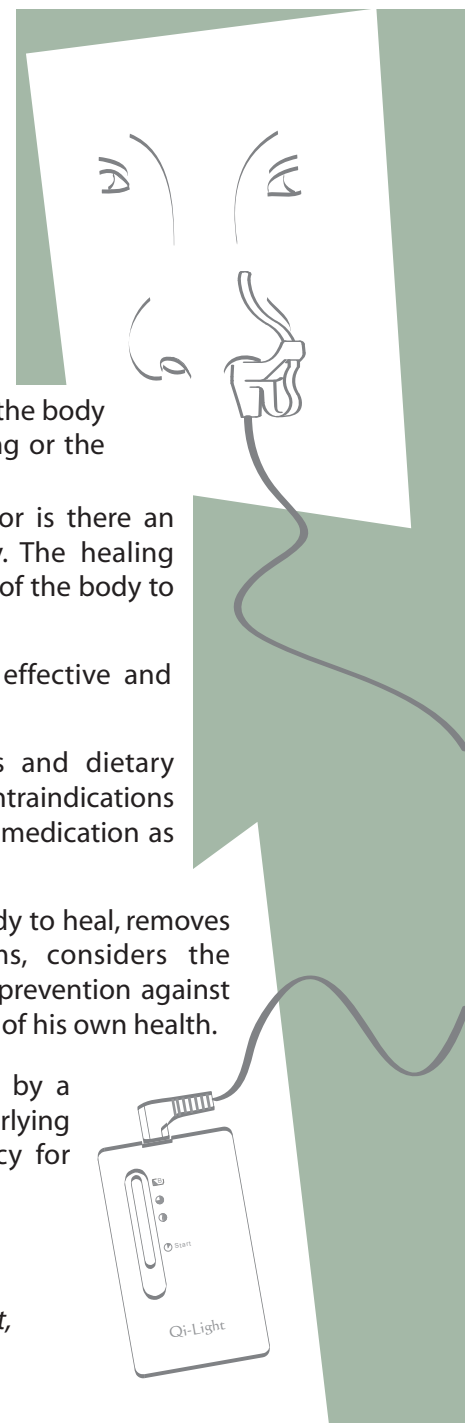 the body
ng or the
or is there an
y. The healing
of the body to
effective and
s and dietary
ntraindications
medication as
dy to heal, removes
ns, considers the
prevention against
of his own health.
by a
rlying
cy for
Start
Qi-Light
t,